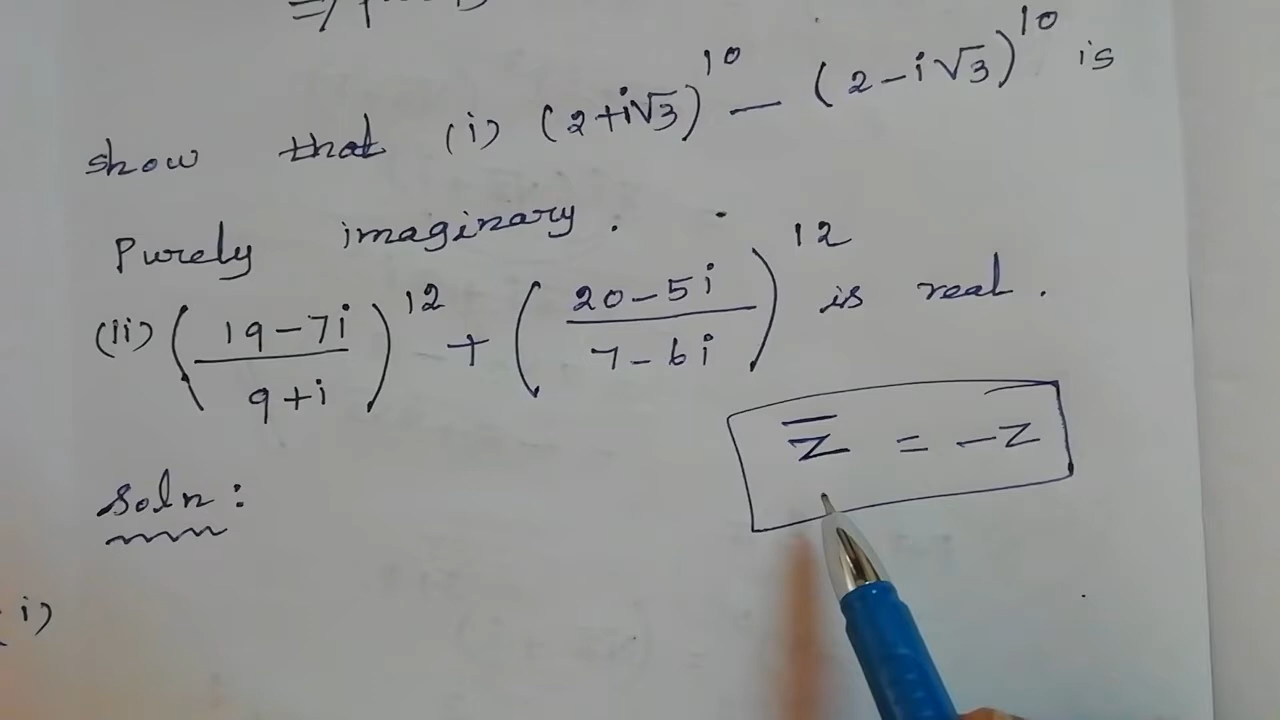 show that (i) (2+i√3)^10 − (2−i√3)^10 is
Purely imaginary.
(ii) ((19−7i)/(9+i))^12 + ((20−5i)/(7−6i))^12 is real.
z̅ = −z
Soln:
(i)